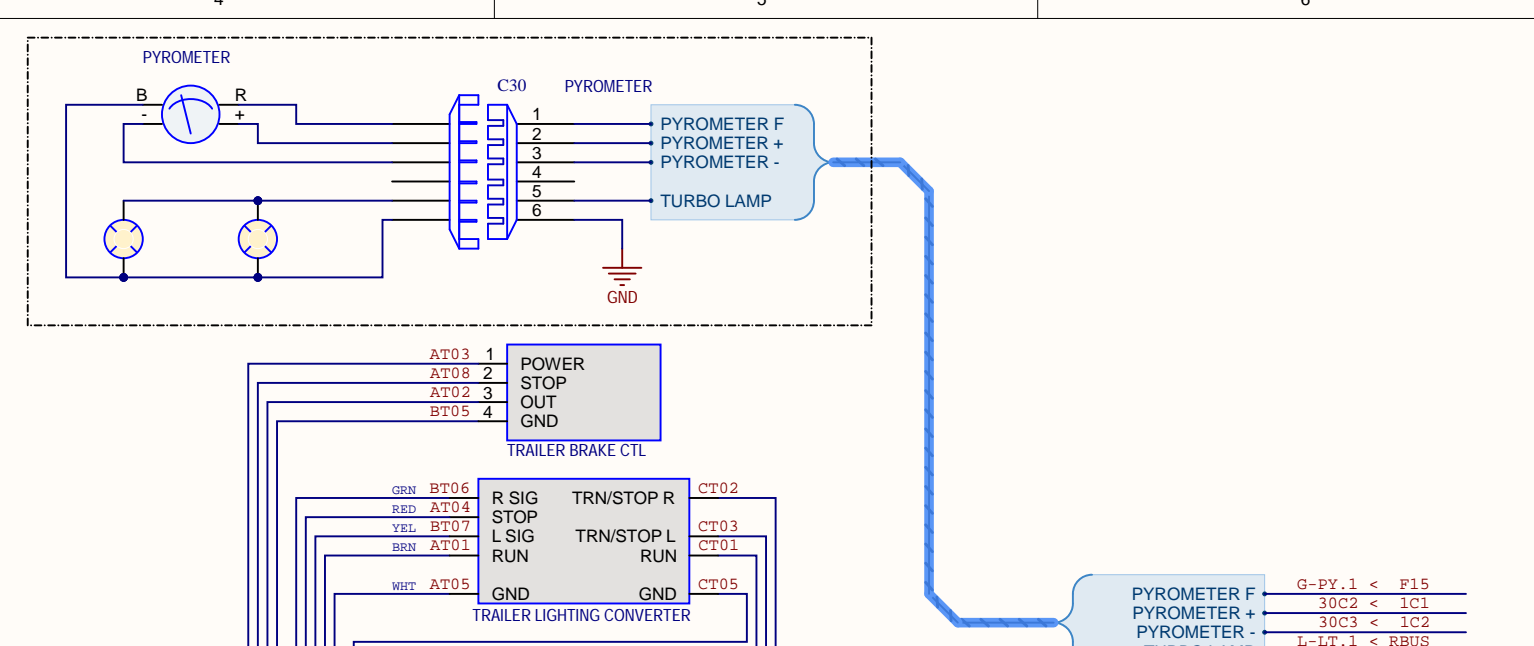 PYROMETER
B
R
-
+
C30
PYROMETER
1
2
3
4
5
6
PYROMETER F
PYROMETER +
PYROMETER -
TURBO LAMP
GND
AT03 1 POWER
AT08 2 STOP
AT02 3 OUT
BT05 4 GND
TRAILER BRAKE CTL
GRN BT06 R SIG TRN/STOP R CT02
RED AT04 STOP
YEL BT07 L SIG TRN/STOP L CT03
BRN AT01 RUN RUN CT01
WHT AT05 GND GND CT05
TRAILER LIGHTING CONVERTER
PYROMETER F G-PY.1 < F15
PYROMETER + 30C2 < 1C1
PYROMETER - 30C3 < 1C2
L-LT.1 < RBUS